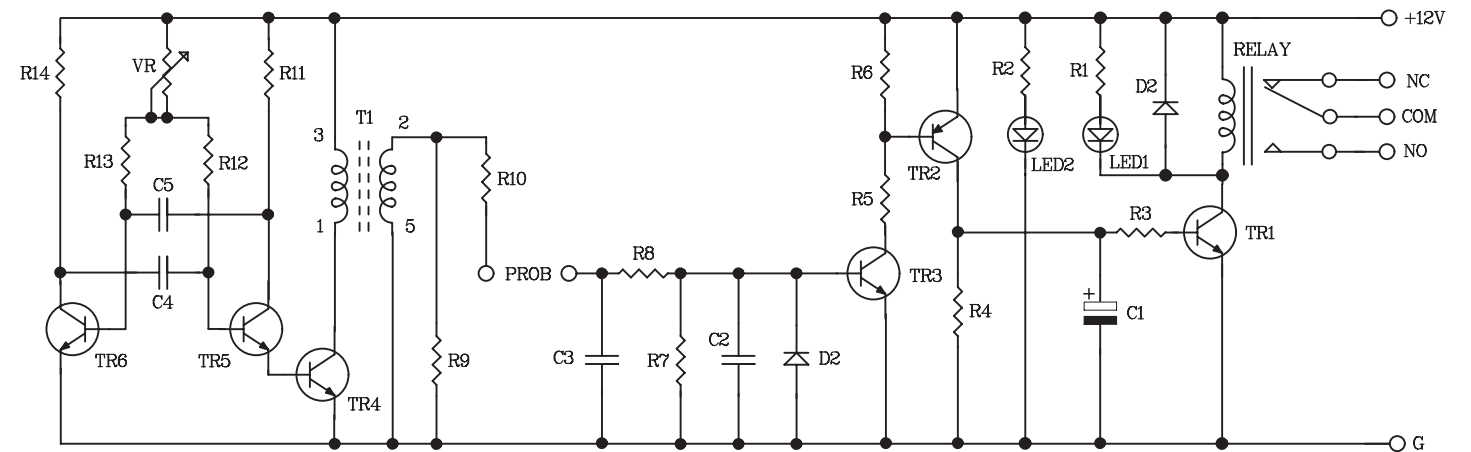 +12V
R14
VR
R11
R6
R2
R1
D2
RELAY
NC
COM
NO
T1
3
2
R13
R12
R10
TR2
LED2
LED1
C5
1
5
R5
R3
TR1
R8
PROB
TR3
C4
R4
C1
+
TR6
TR5
R9
C3
R7
C2
D2
TR4
G